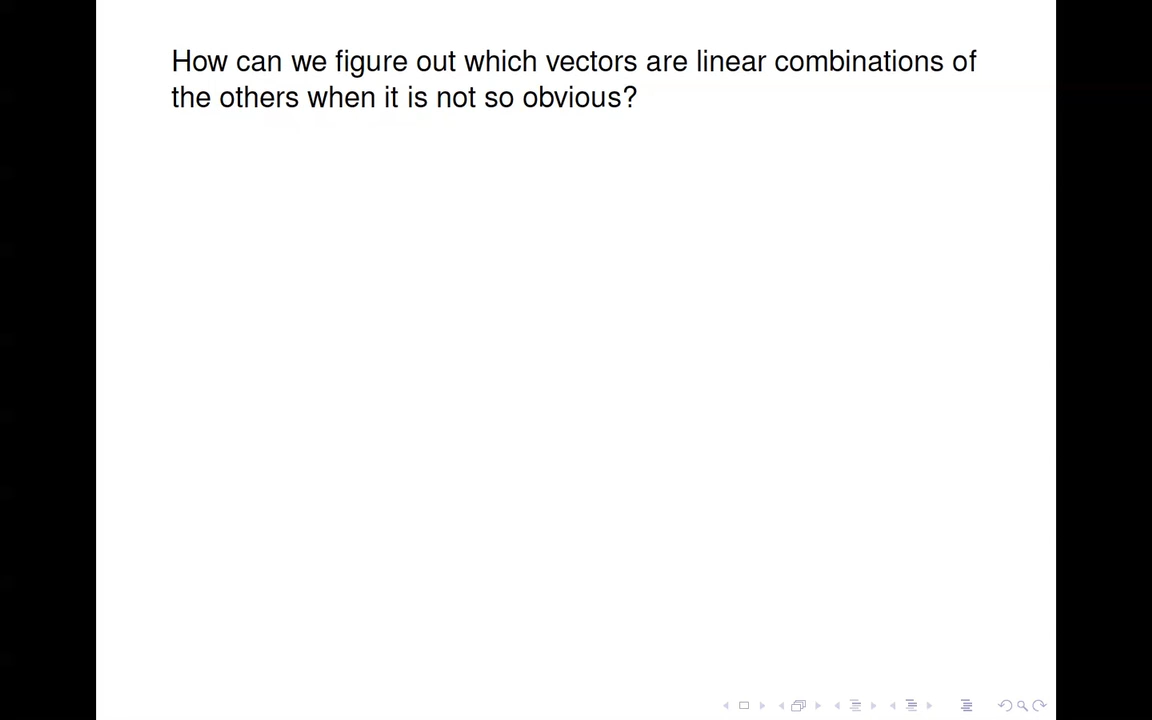 How can we figure out which vectors are linear combinations of
the others when it is not so obvious?